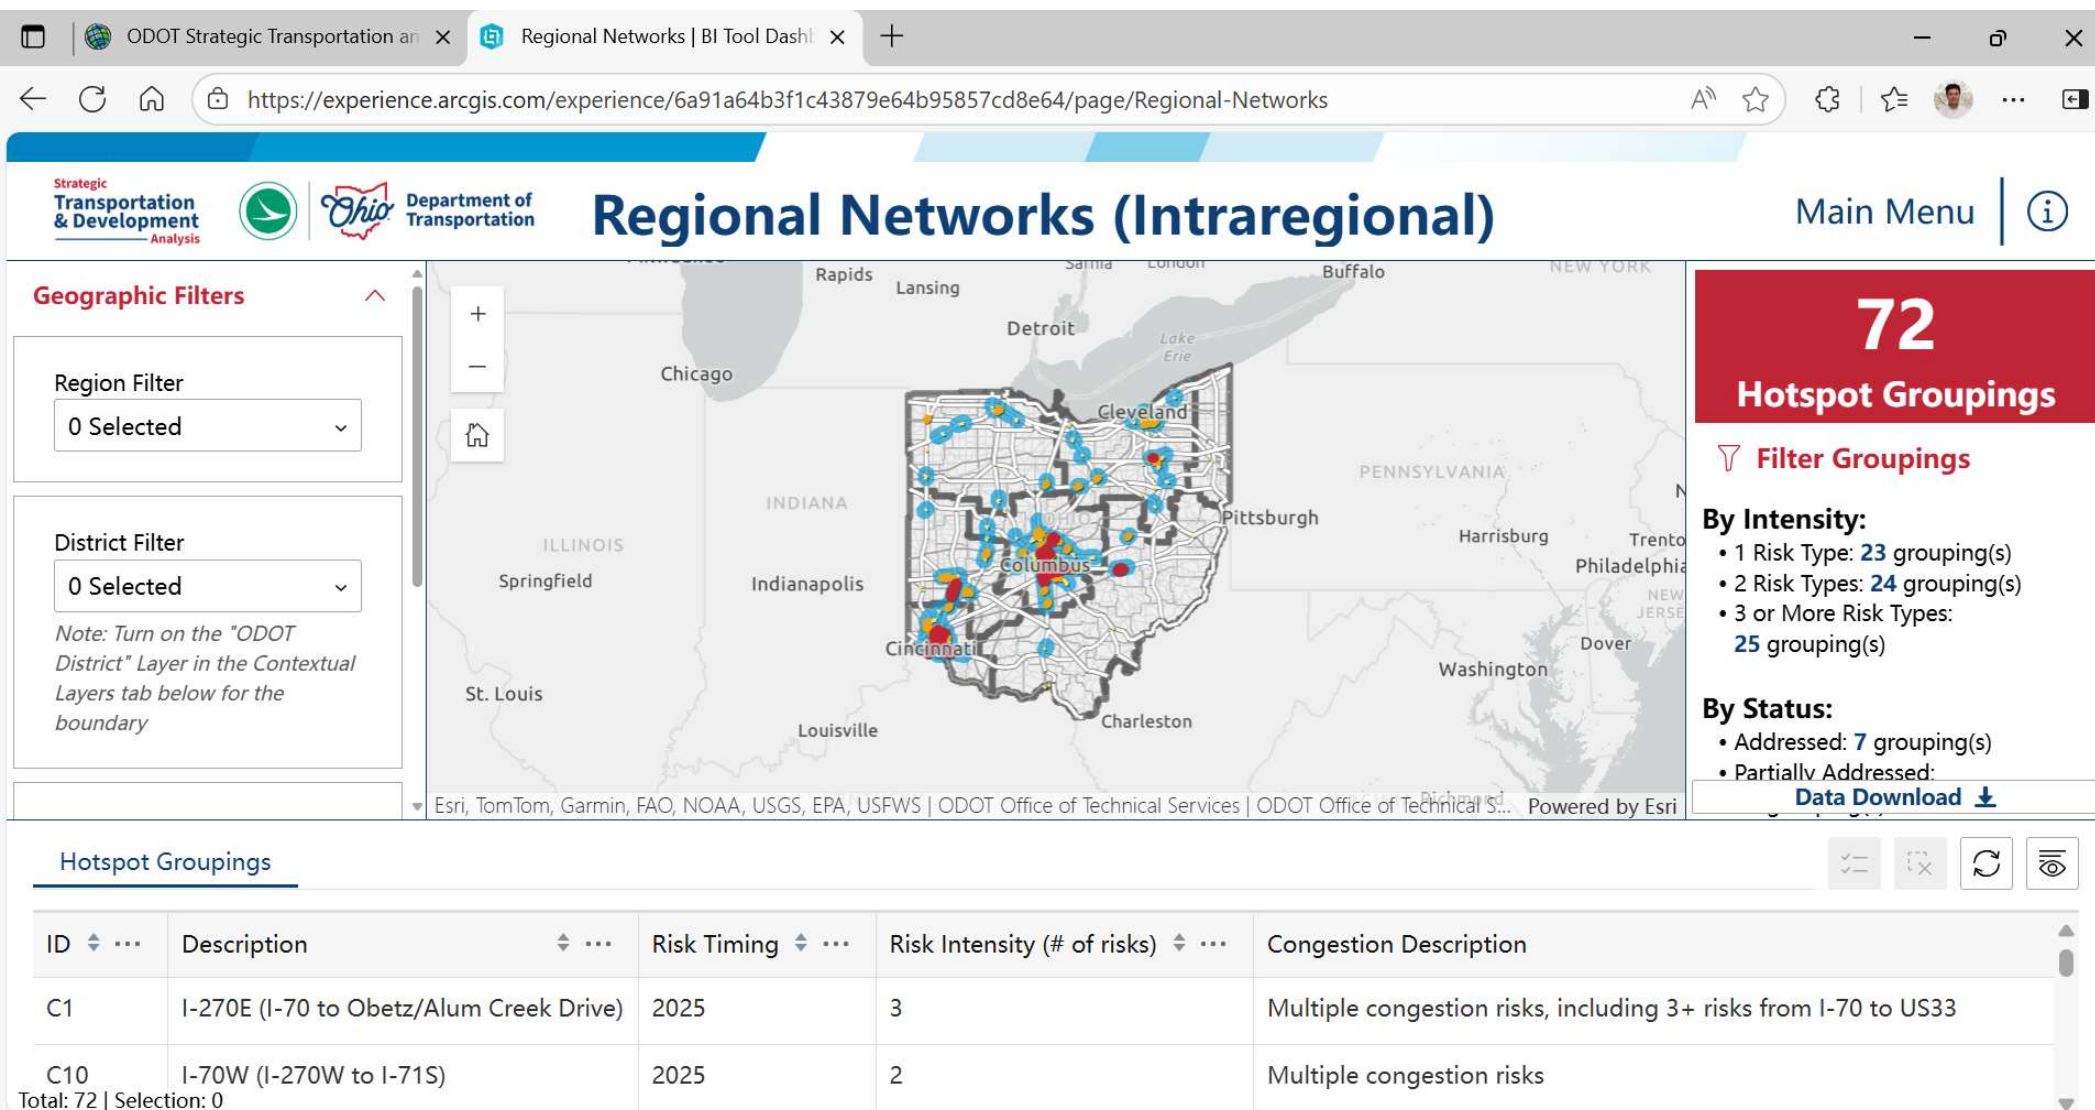 ODOT Strategic Transportation an
Regional Networks | BI Tool Dashb
https://experience.arcgis.com/experience/6a91a64b3f1c43879e64b95857cd8e64/page/Regional-Networks
Strategic
Transportation
& Development
Analysis
Ohio
Department of
Transportation
Regional Networks (Intraregional)
Main Menu
Geographic Filters
Region Filter
0 Selected
District Filter
0 Selected
Note: Turn on the "ODOT
District" Layer in the Contextual
Layers tab below for the
boundary
Rapids
Lansing
Sarnia
London
Buffalo
NEW YORK
Detroit
Lake
Erie
Chicago
Cleveland
PENNSYLVANIA
INDIANA
OHIO
Pittsburgh
Harrisburg
Trento
ILLINOIS
Columbus
Philadelphia
Springfield
Indianapolis
NEW
JERSE
Cincinnati
Dover
Washington
St. Louis
Louisville
Charleston
Richmond
Esri, TomTom, Garmin, FAO, NOAA, USGS, EPA, USFWS | ODOT Office of Technical Services | ODOT Office of Technical S...
Powered by Esri
72
Hotspot Groupings
Filter Groupings
By Intensity:
• 1 Risk Type: 23 grouping(s)
• 2 Risk Types: 24 grouping(s)
• 3 or More Risk Types:
25 grouping(s)
By Status:
• Addressed: 7 grouping(s)
• Partially Addressed:
Data Download
Hotspot Groupings
ID
Description
Risk Timing
Risk Intensity (# of risks)
Congestion Description
C1
I-270E (I-70 to Obetz/Alum Creek Drive)
2025
3
Multiple congestion risks, including 3+ risks from I-70 to US33
C10
I-70W (I-270W to I-71S)
2025
2
Multiple congestion risks
Total: 72 | Selection: 0